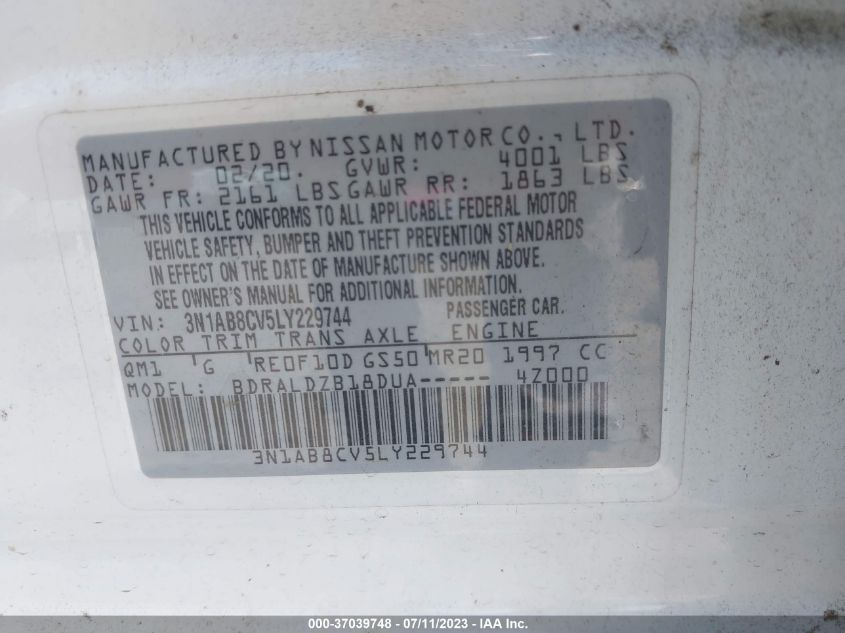 MANUFACTURED BY NISSAN MOTOR CO., LTD.
DATE: 02/20. GVWR: 4001 LBS
GAWR FR: 2161 LBS GAWR RR: 1863 LBS
THIS VEHICLE CONFORMS TO ALL APPLICABLE FEDERAL MOTOR
VEHICLE SAFETY, BUMPER AND THEFT PREVENTION STANDARDS
IN EFFECT ON THE DATE OF MANUFACTURE SHOWN ABOVE.
SEE OWNER'S MANUAL FOR ADDITIONAL INFORMATION.
VIN: 3N1AB8CV5LY229744 PASSENGER CAR.
COLOR TRIM TRANS AXLE ENGINE
QM1 'G 'RE0F10D GS50'MR20 1997 CC
MODEL: BDRALDZB18DUA----- 4Z000
3N1AB8CV5LY229744
000-37039748 - 07/11/2023 - IAA Inc.